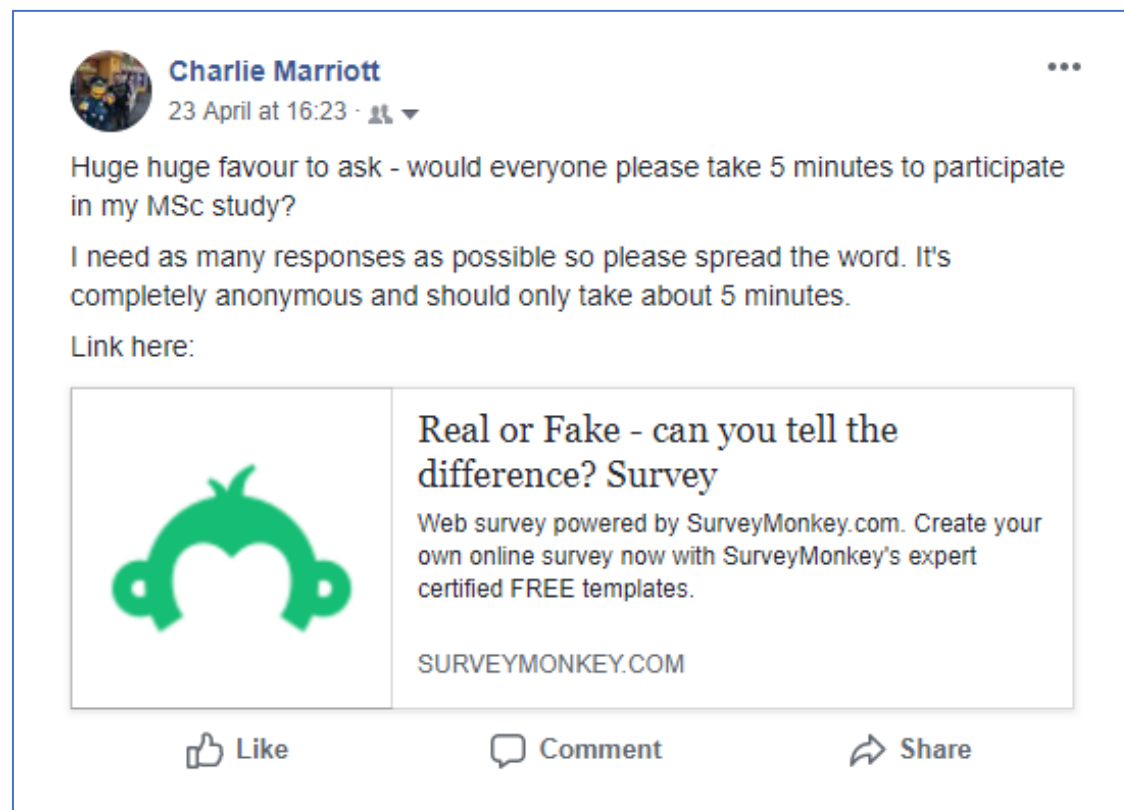 Charlie Marriott
23 April at 16:23 ·
Huge huge favour to ask - would everyone please take 5 minutes to participate
in my MSc study?
I need as many responses as possible so please spread the word. It's
completely anonymous and should only take about 5 minutes.
Link here:
Real or Fake - can you tell the
difference? Survey
Web survey powered by SurveyMonkey.com. Create your
own online survey now with SurveyMonkey's expert
certified FREE templates.
SURVEYMONKEY.COM
Like Comment Share